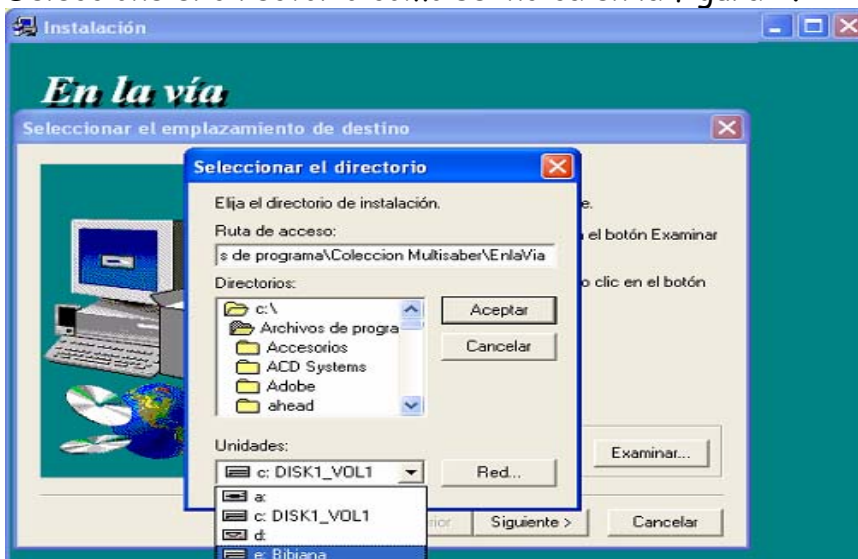 Instalación
En la vía
Seleccionar el emplazamiento de destino
Seleccionar el directorio
Elija el directorio de instalación.
e.
Ruta de acceso:
el botón Examinar
s de programa\Coleccion Multisaber\EnlaVia
Directorios:
o clic en el botón
c:\
Aceptar
Archivos de progra
Accesorios
Cancelar
ACD Systems
Adobe
ahead
Unidades:
Examinar...
c: DISK1_VOL1
Red...
a:
c: DISK1_VOL1
rior
Siguiente >
Cancelar
d:
e: Bibiana